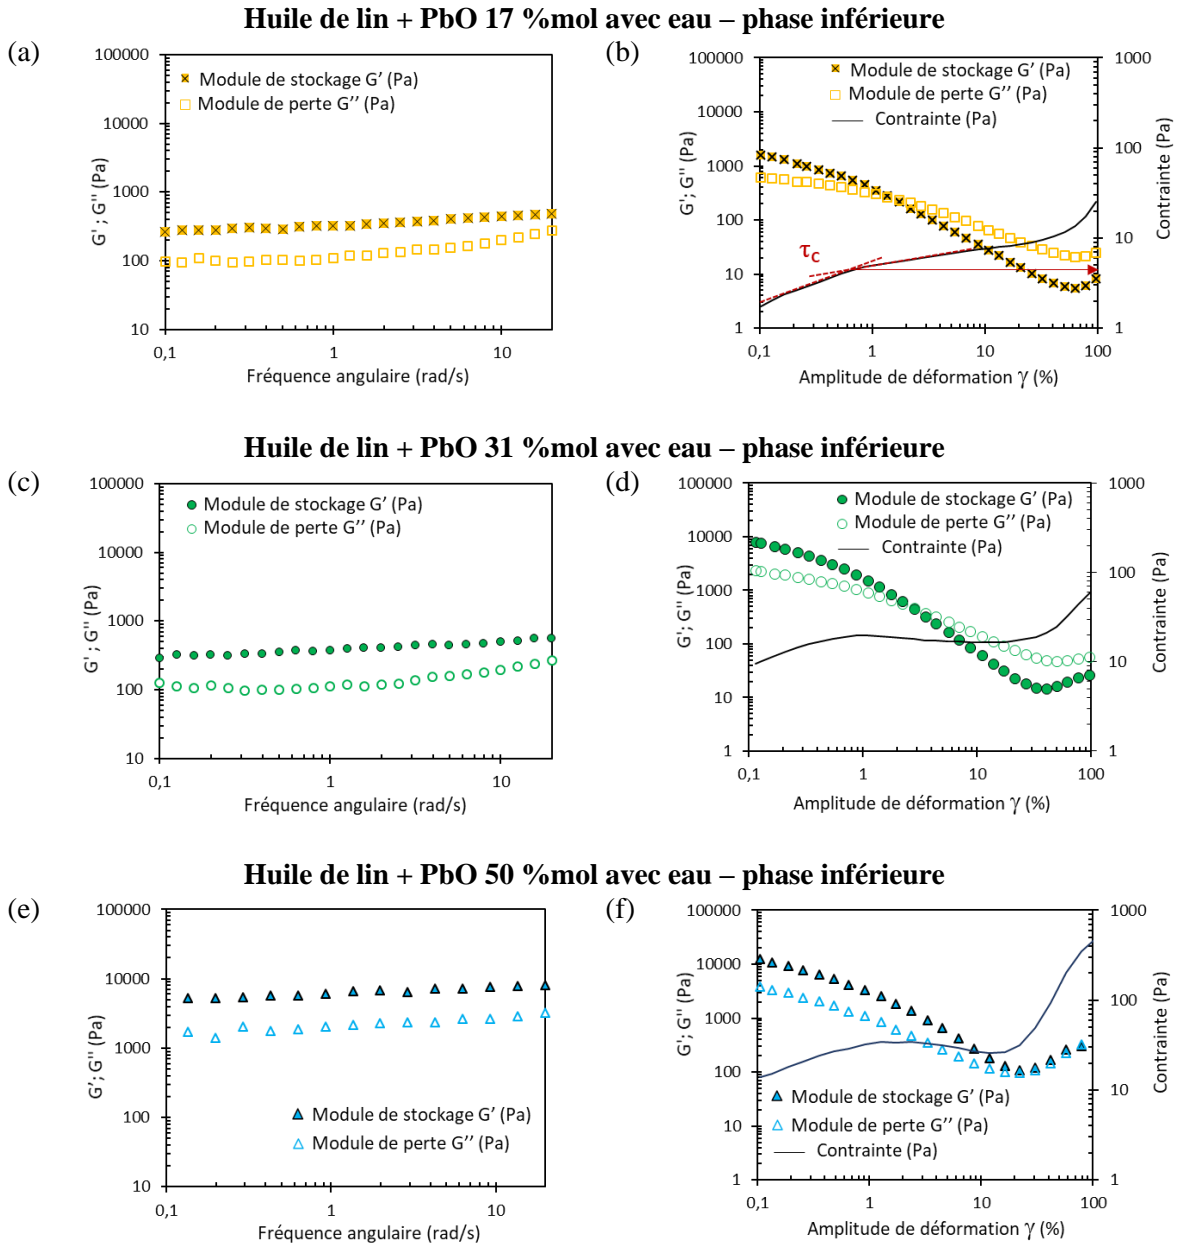 Huile de lin + PbO 17 %mol avec eau – phase inférieure
(a)
100000
10000
1000
100
10
G' ; G'' (Pa)
Module de stockage G' (Pa)
Module de perte G'' (Pa)
0,1
1
10
Fréquence angulaire (rad/s)
(b)
100000
10000
1000
100
10
1
G'; G'' (Pa)
Module de stockage G' (Pa)
Module de perte G'' (Pa)
Contrainte (Pa)
τc
1000
100
10
1
Contrainte (Pa)
0,1
1
10
100
Amplitude de déformation γ (%)
Huile de lin + PbO 31 %mol avec eau – phase inférieure
(c)
100000
10000
1000
100
10
G' ; G'' (Pa)
Module de stockage G' (Pa)
Module de perte G'' (Pa)
0,1
1
10
Fréquence angulaire (rad/s)
(d)
100000
10000
1000
100
10
1
G'; G'' (Pa)
Module de stockage G' (Pa)
Module de perte G'' (Pa)
Contrainte (Pa)
1000
100
10
1
Contrainte (Pa)
0,1
1
10
100
Amplitude de déformation γ (%)
Huile de lin + PbO 50 %mol avec eau – phase inférieure
(e)
100000
10000
1000
100
10
G'; G'' (Pa)
Module de stockage G' (Pa)
Module de perte G'' (Pa)
0,1
1
10
Fréquence angulaire (rad/s)
(f)
100000
10000
1000
100
10
1
G'; G'' (Pa)
Module de stockage G' (Pa)
Module de perte G'' (Pa)
Contrainte (Pa)
1000
100
10
1
Contrainte (Pa)
0,1
1
10
100
Amplitude de déformation γ (%)